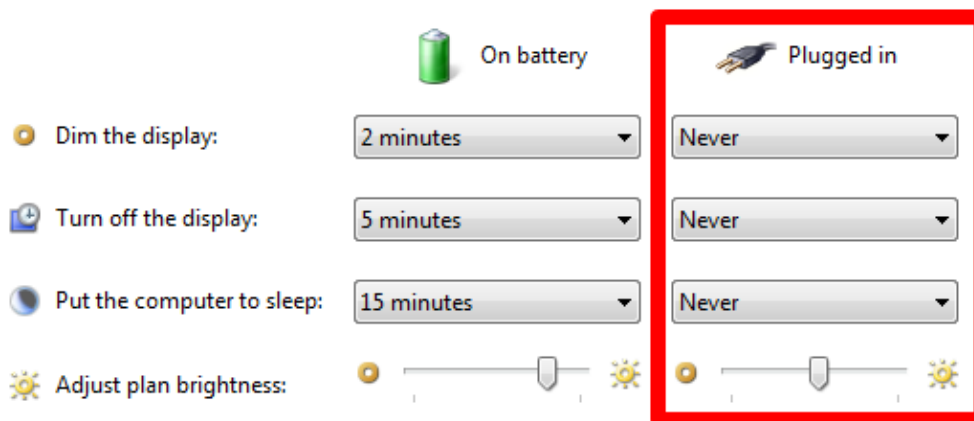 On battery Plugged in
Dim the display: 2 minutes Never
Turn off the display: 5 minutes Never
Put the computer to sleep: 15 minutes Never
Adjust plan brightness: